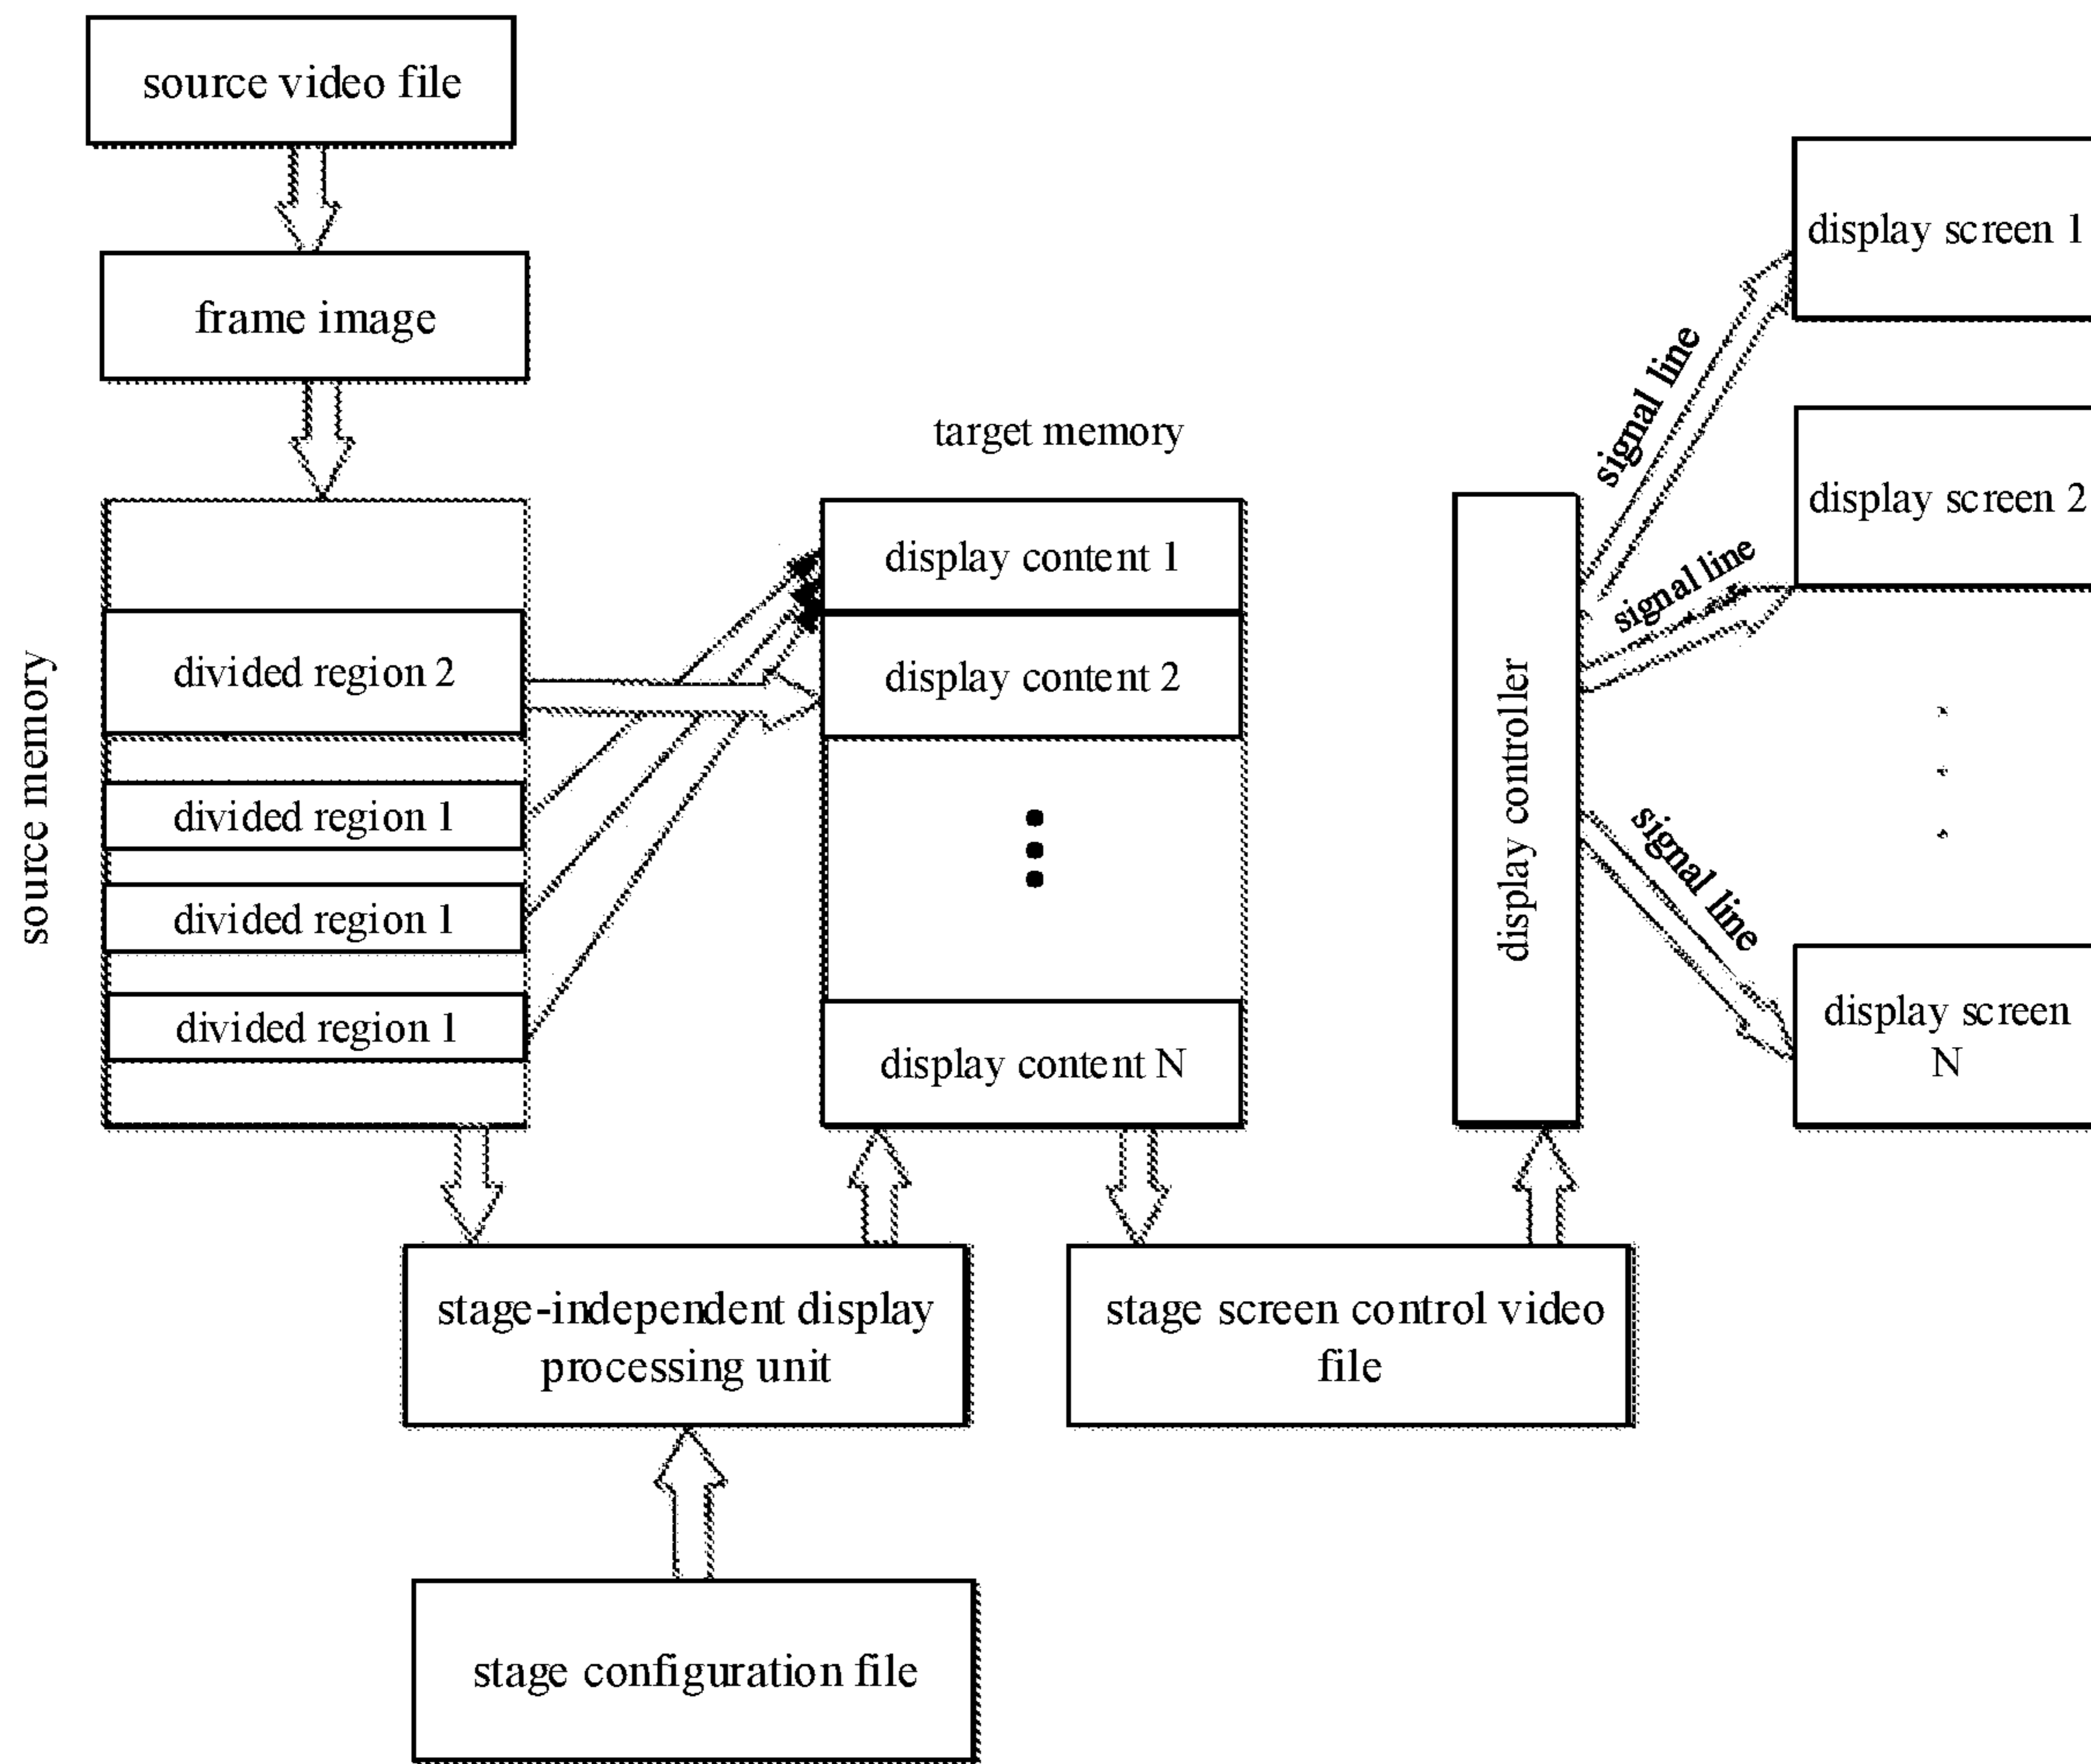 source video file
frame image
source memory
divided region 2
divided region 1
divided region 1
divided region 1
target memory
display content 1
display content 2
display content N
stage-independent display
processing unit
stage configuration file
stage screen control video
file
display controller
signal line
signal line
signal line
display screen 1
display screen 2
display screen
N